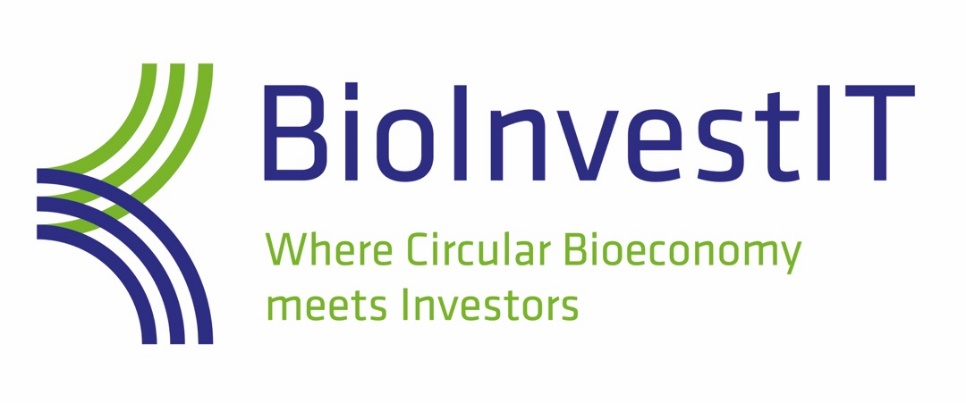 BioInvestIT
Where Circular Bioeconomy
meets Investors